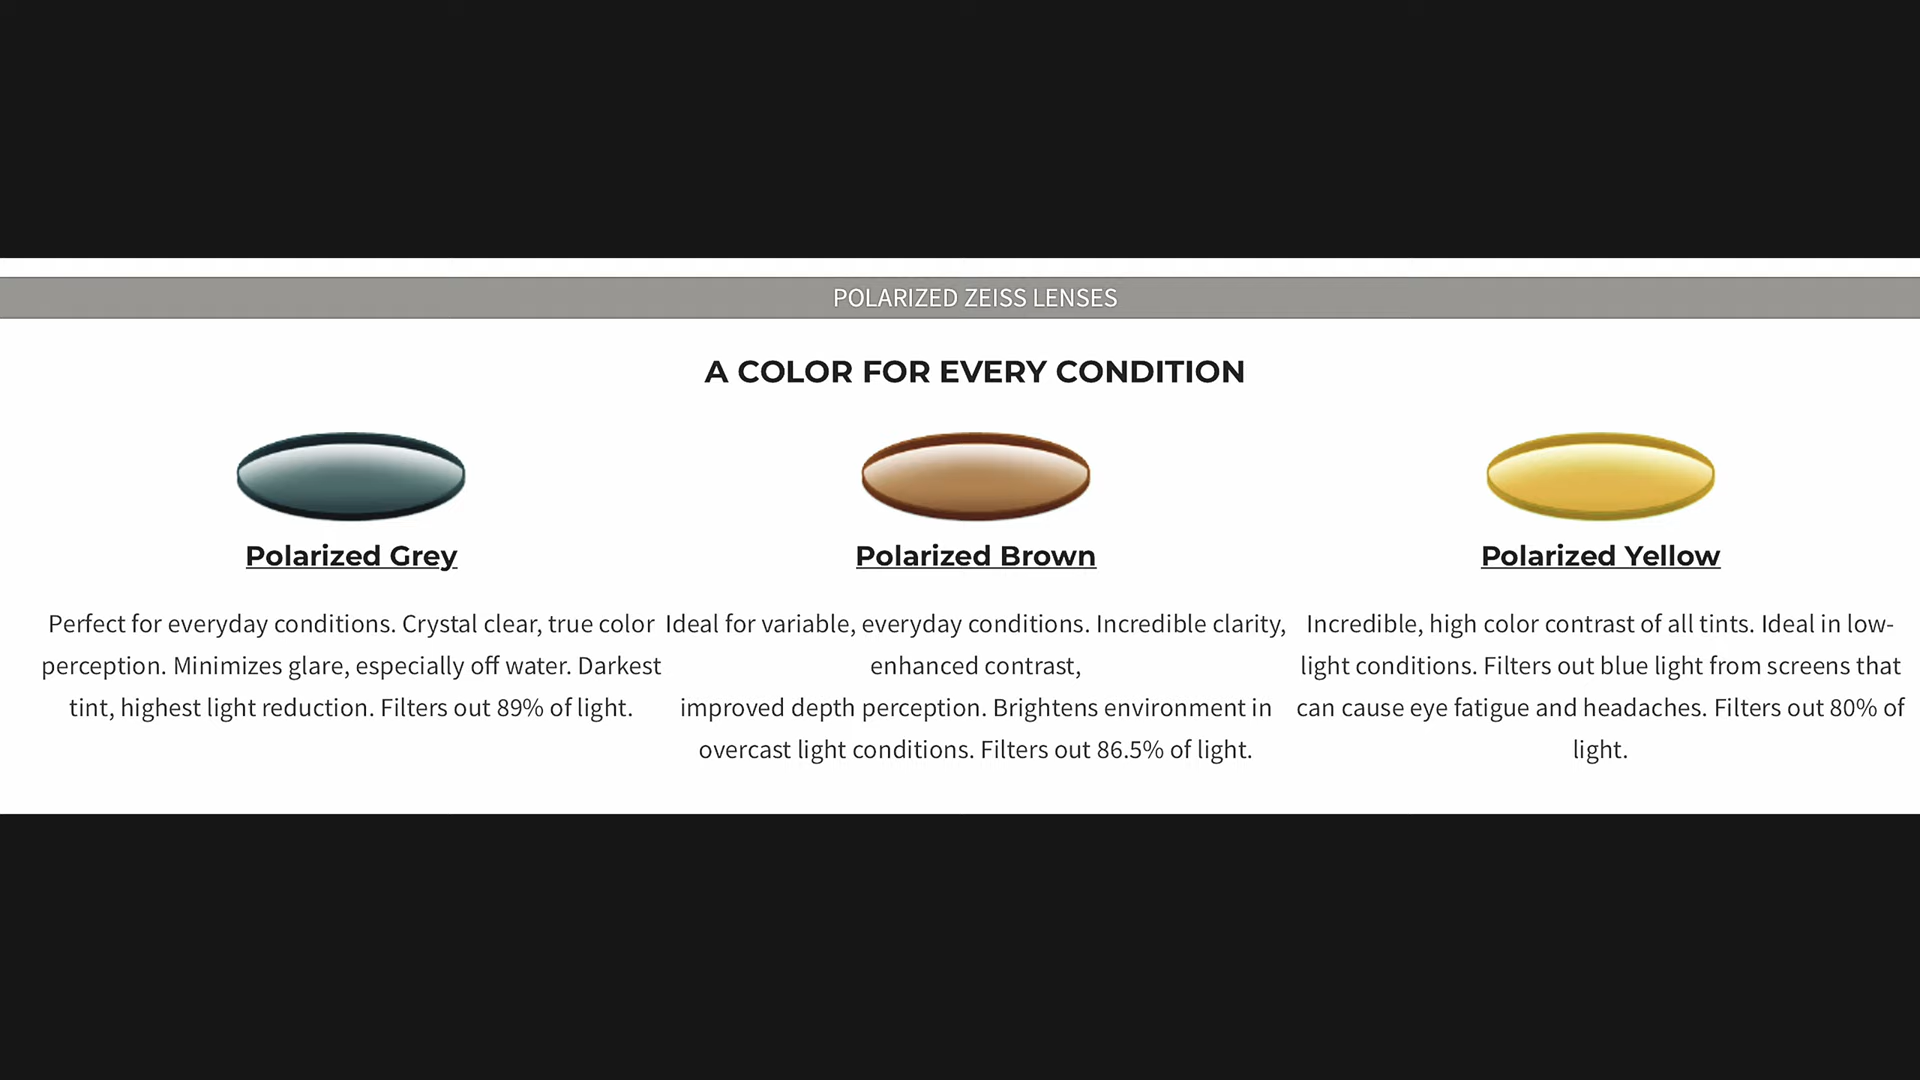 POLARIZED ZEISS LENSES
A COLOR FOR EVERY CONDITION
Polarized Grey
Perfect for everyday conditions. Crystal clear, true color
perception. Minimizes glare, especially off water. Darkest
tint, highest light reduction. Filters out 89% of light.
Polarized Brown
Ideal for variable, everyday conditions. Incredible clarity,
enhanced contrast,
improved depth perception. Brightens environment in
overcast light conditions. Filters out 86.5% of light.
Polarized Yellow
Incredible, high color contrast of all tints. Ideal in low-
light conditions. Filters out blue light from screens that
can cause eye fatigue and headaches. Filters out 80% of
light.